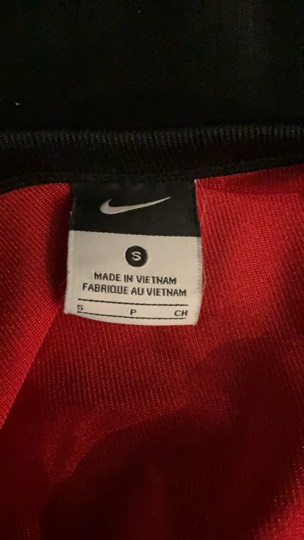 S
MADE IN VIETNAM
FABRIQUE AU VIETNAM
S P CH